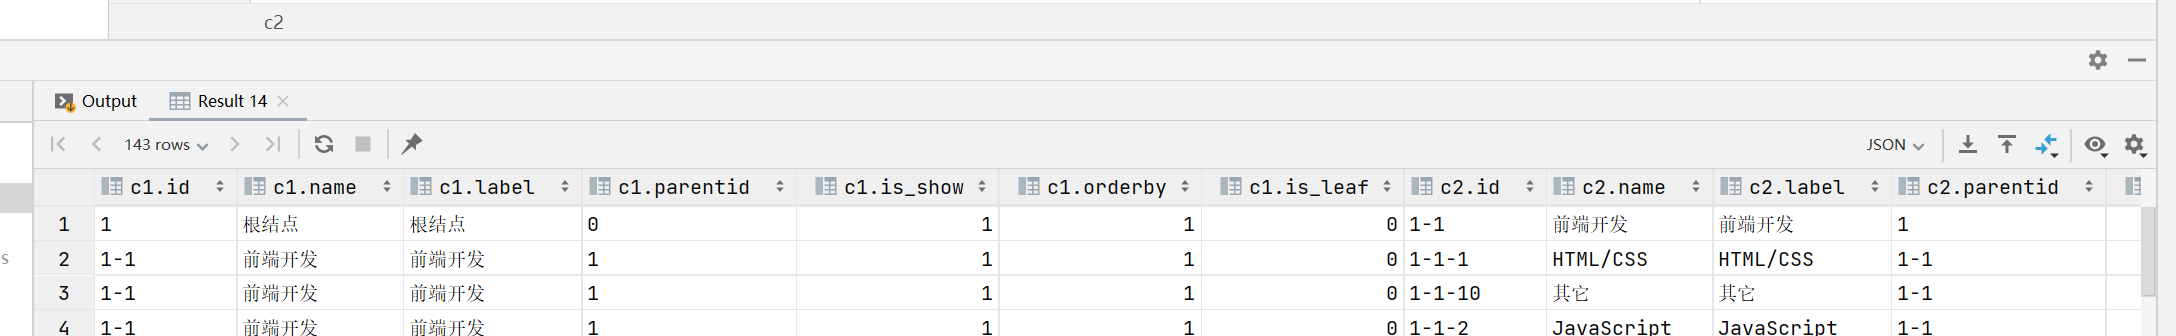 c2
Output Result 14
143 rows JSON
c1.id c1.name c1.label c1.parentid c1.is_show c1.orderby c1.is_leaf c2.id c2.name c2.label c2.parentid
1 1 根结点 根结点 0 1 1 0 1-1 前端开发 前端开发 1
s
2 1-1 前端开发 前端开发 1 1 1 0 1-1-1 HTML/CSS HTML/CSS 1-1
3 1-1 前端开发 前端开发 1 1 1 0 1-1-10 其它 其它 1-1
4 1-1 前端开发 前端开发 1 1 1 0 1-1-2 JavaScript JavaScript 1-1